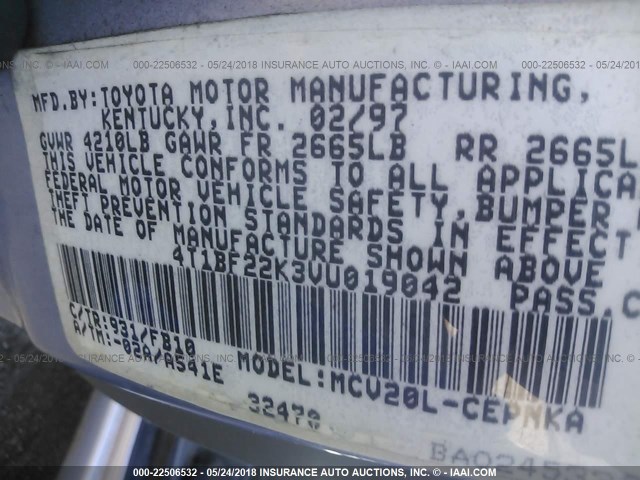 000-22506532 - 05/24/2018 INSURANCE AUTO AUCTIONS, INC. - © - IAAI.COM
MFD.BY:TOYOTA MOTOR MANUFACTURING,
KENTUCKY,INC. 02/97
GVWR 4210LB GAWR FR 2665LB RR 2665L
THIS VEHICLE CONFORMS TO ALL APPLICA
FEDERAL MOTOR VEHICLE SAFETY,BUMPER,
THEFT PREVENTION STANDARDS IN EFFECT
THE DATE OF MANUFACTURE SHOWN ABOVE
4T1BF22K3VU019042 PASS.C
C/TR:931/FB10
A/TM:-02A/A541E MODEL:MCV20L-CEPNKA
32470
000-22506532 - 05/24/2018 INSURANCE AUTO AUCTIONS, INC. - © - IAAI.COM